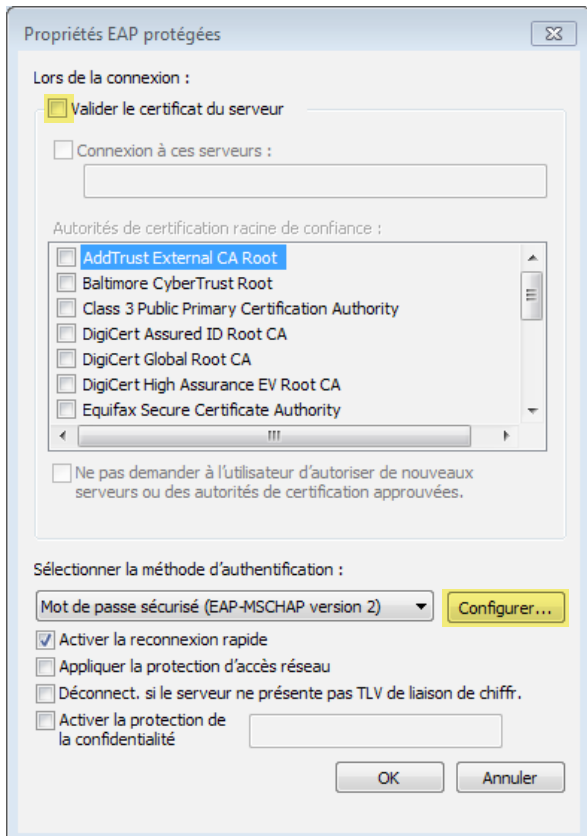 Propriétés EAP protégées
Lors de la connexion :
Valider le certificat du serveur
Connexion à ces serveurs :
Autorités de certification racine de confiance :
AddTrust External CA Root
Baltimore CyberTrust Root
Class 3 Public Primary Certification Authority
DigiCert Assured ID Root CA
DigiCert Global Root CA
DigiCert High Assurance EV Root CA
Equifax Secure Certificate Authority
Ne pas demander à l'utilisateur d'autoriser de nouveaux
serveurs ou des autorités de certification approuvées.
Sélectionner la méthode d'authentification :
Mot de passe sécurisé (EAP-MSCHAP version 2) Configurer...
Activer la reconnexion rapide
Appliquer la protection d'accès réseau
Déconnect. si le serveur ne présente pas TLV de liaison de chiffr.
Activer la protection de
la confidentialité
OK Annuler